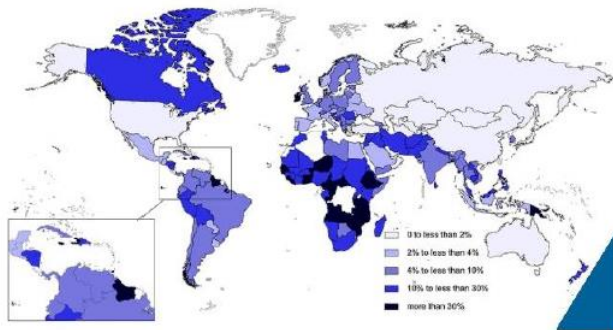 0 to less than 2%
2% to less than 4%
4% to less than 10%
10% to less than 30%
more than 30%